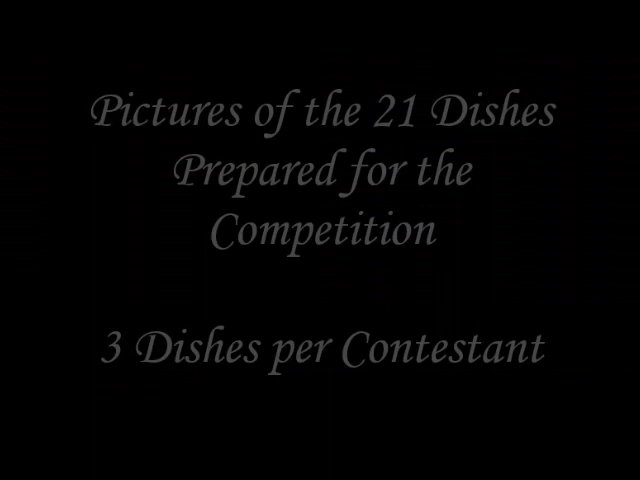 Pictures of the 21 Dishes
Prepared for the
Competition
3 Dishes per Contestant